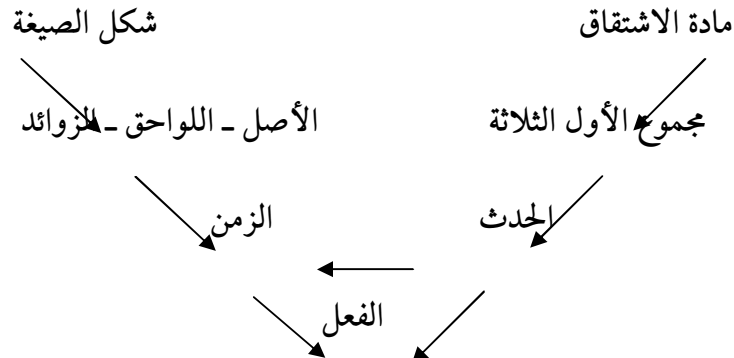 مادة الاشتقاق شكل الصيغة
مجموع الأول الثلاثة الأصل ـ اللواحق ـ الزوائد
الحدث الزمن
الفعل